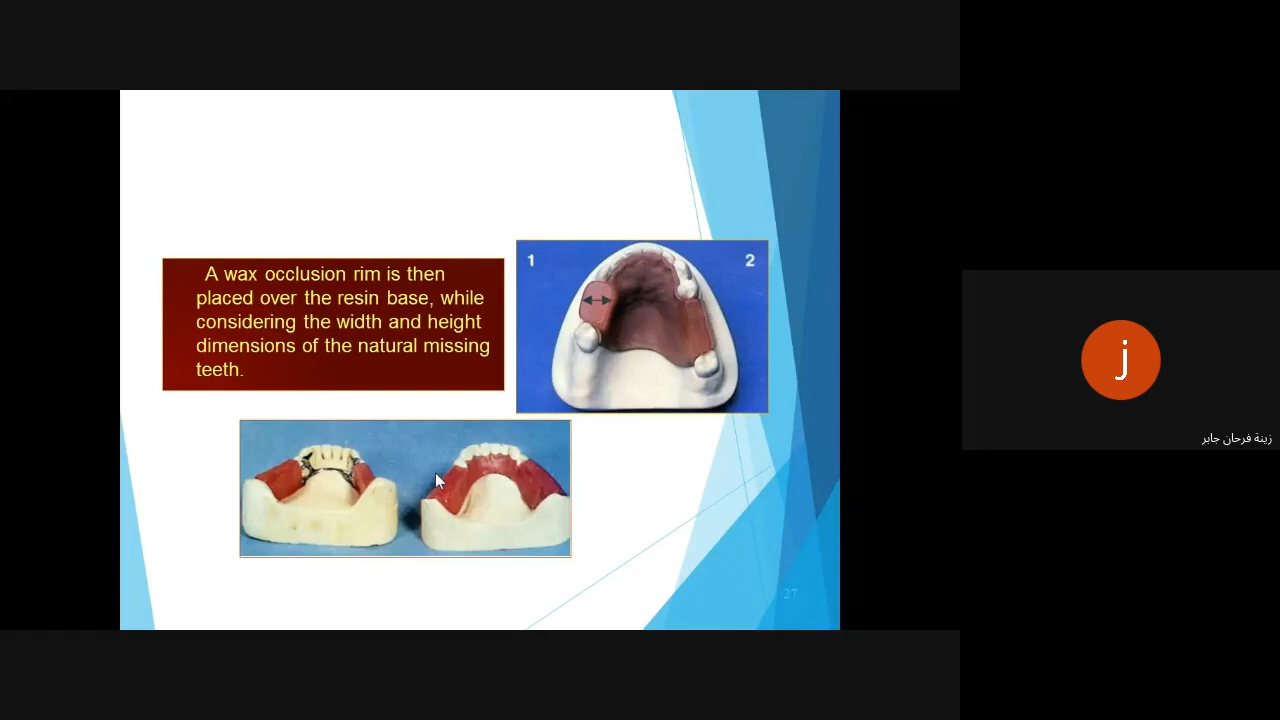 A wax occlusion rim is then
placed over the resin base, while
considering the width and height
dimensions of the natural missing
teeth.
1
2
27
j
زينة فرحان جابر